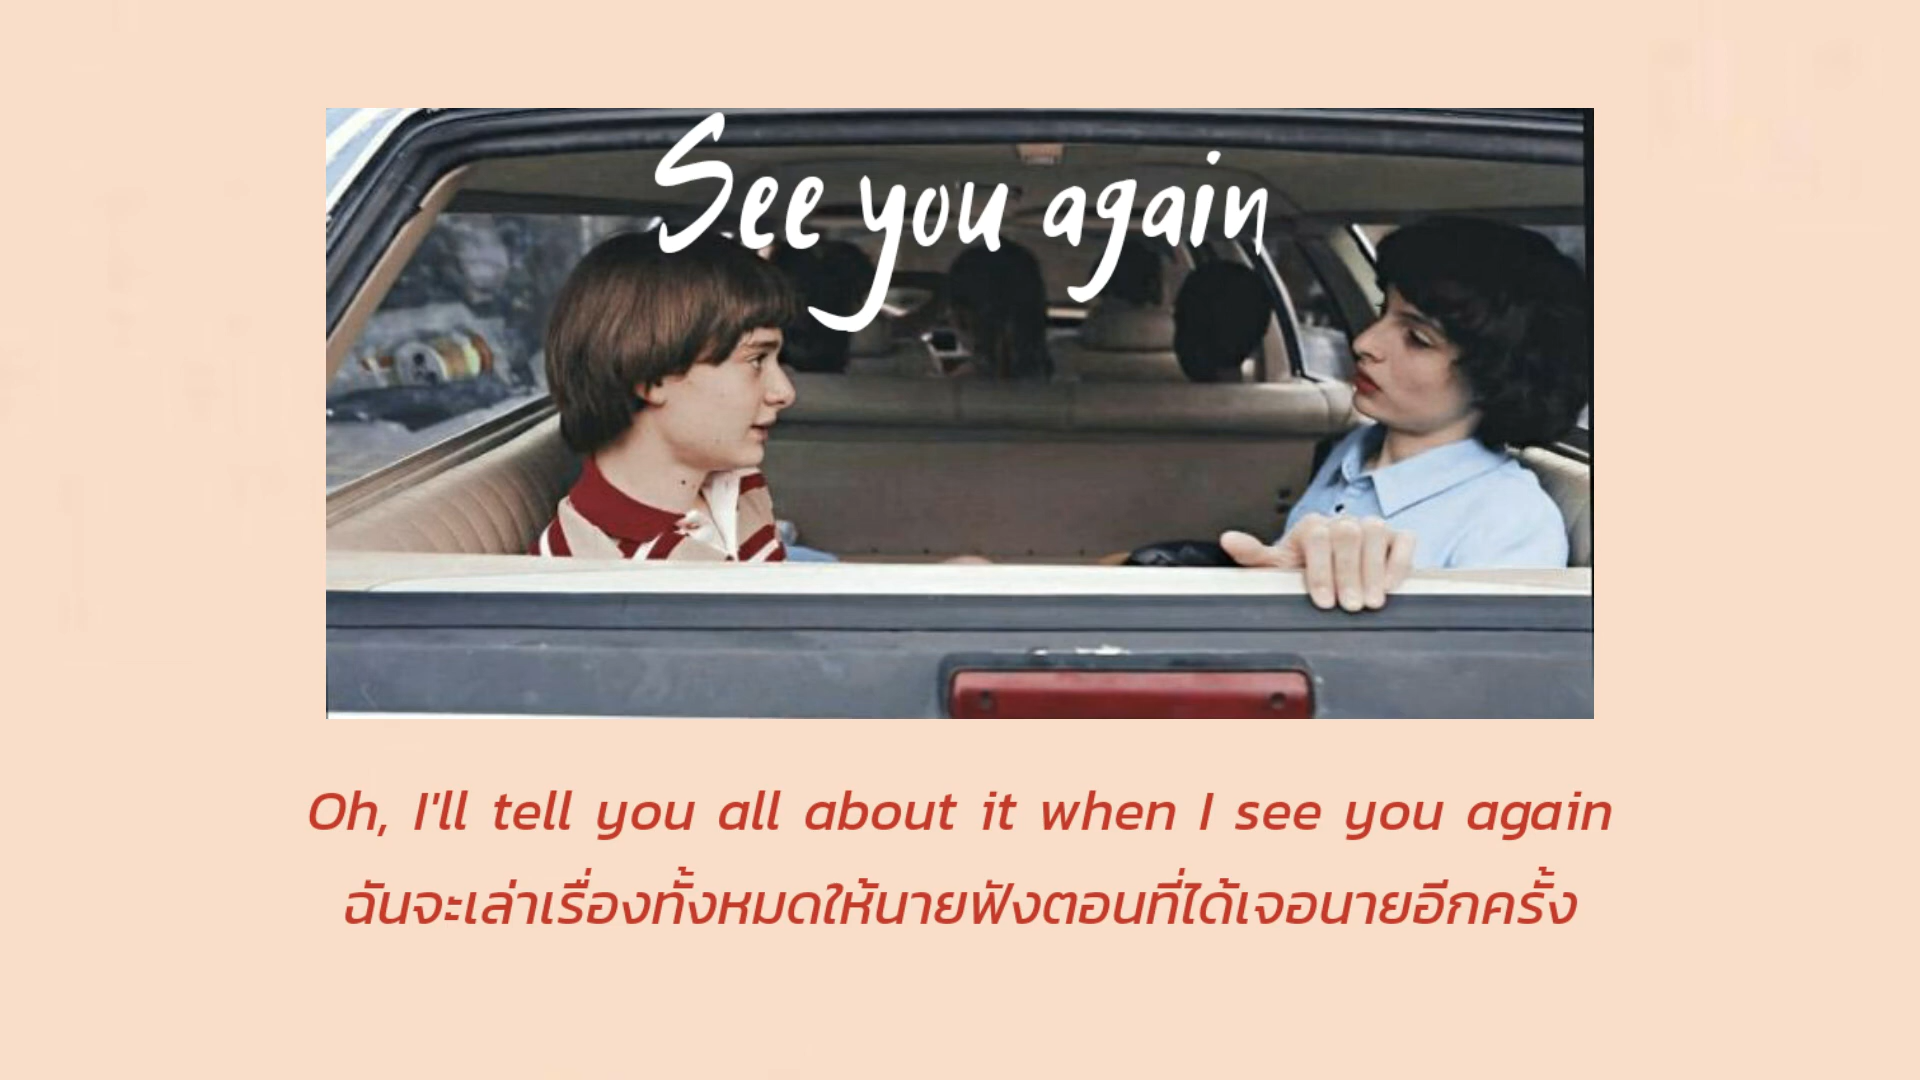 See you again
Oh, I'll tell you all about it when I see you again
ฉันจะเล่าเรื่องทั้งหมดให้นายฟังตอนที่ได้เจอนายอีกครั้ง